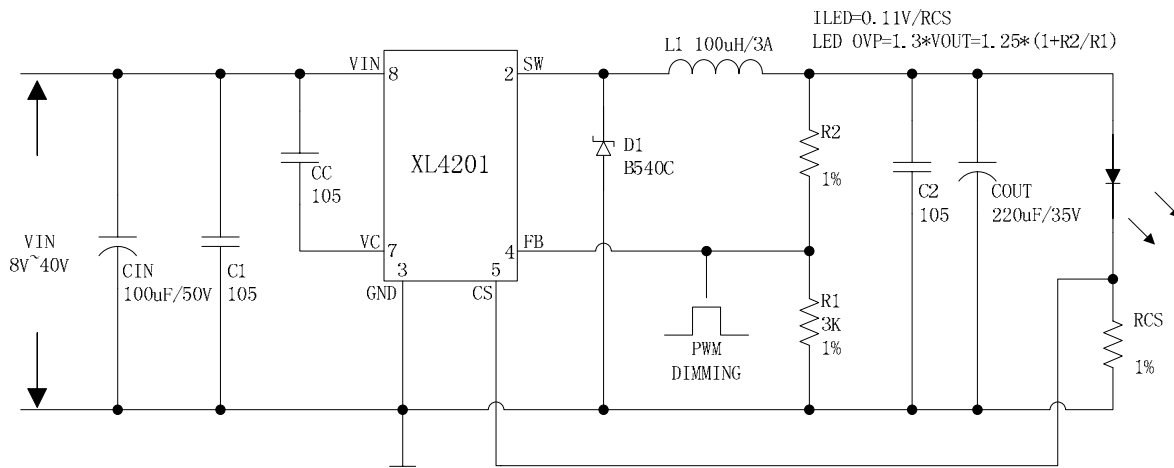 ILED=0.11V/RCS
LED OVP=1.3*VOUT=1.25*(1+R2/R1)
L1 100uH/3A
VIN
8
2
SW
XL4201
CC
105
D1
B540C
R2
1%
C2
105
COUT
220uF/35V
VIN
8V~40V
CIN
100uF/50V
C1
105
VC
7
4
FB
3
5
GND
CS
R1
3K
1%
PWM
DIMMING
RCS
1%